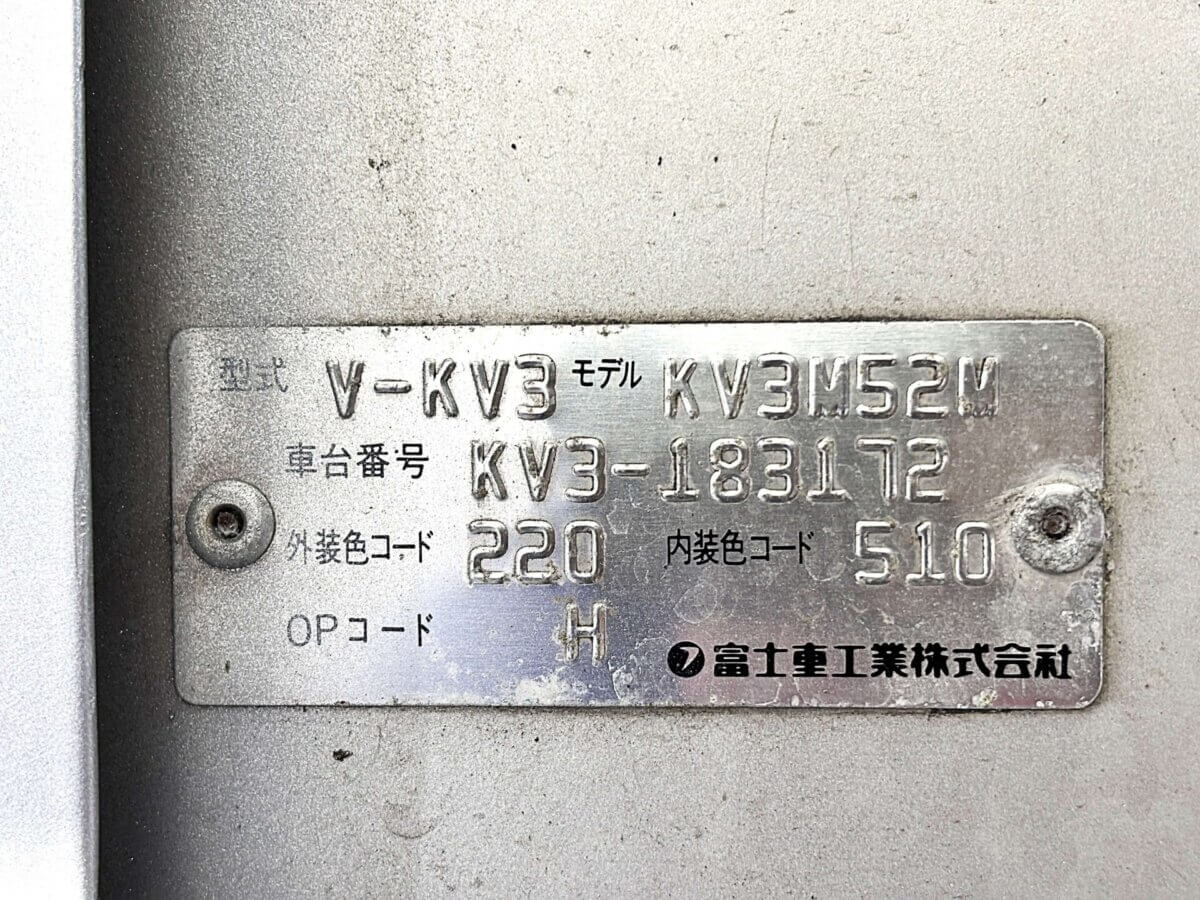 型式 V-KV3 モデル KV3M52M
車台番号 KV3-183172
外装色コード 220 内装色コード 510
OPコード H
富士重工業株式会社